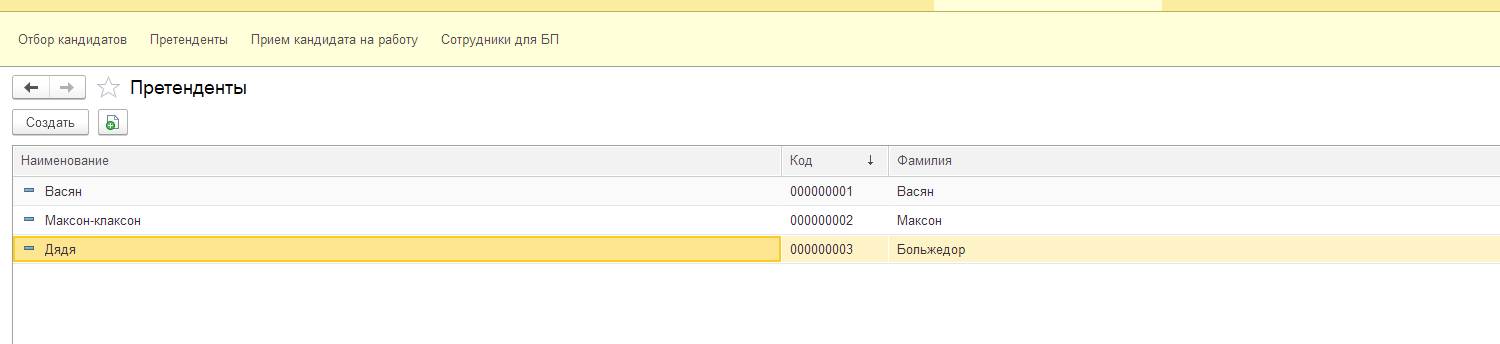 Отбор кандидатов Претенденты Прием кандидата на работу Сотрудники для БП
Претенденты
Создать
Наименование Код ↓ Фамилия
Васян 000000001 Васян
Максон-клаксон 000000002 Максон
Дядя 000000003 Больжедор